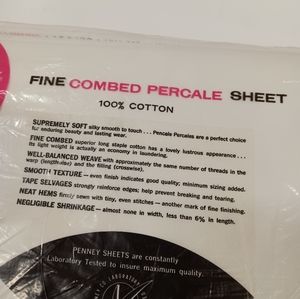 FINE COMBED PERCALE SHEET
100% COTTON
SUPREMELY SOFT silky smooth to touch . . . Penney Percales are a perfect choice
for enduring beauty and lasting wear.
FINE COMBED superior long staple cotton has a lovely lustrous appearance . . .
its light weight is actually an economy in laundering.
WELL-BALANCED WEAVE with approximately the same number of threads in the
warp (lengthwise) and the filling (crosswise).
SMOOTH TEXTURE — even finish indicates good quality; minimum sizing added.
TAPE SELVAGES strongly reinforce edges; help prevent breaking and tearing.
NEAT HEMS firmly sewn with tiny, even stitches — another mark of fine finishing.
NEGLIGIBLE SHRINKAGE — almost none in width, less than 6% in length.
PENNEY SHEETS are constantly
Laboratory Tested to insure maximum quality.